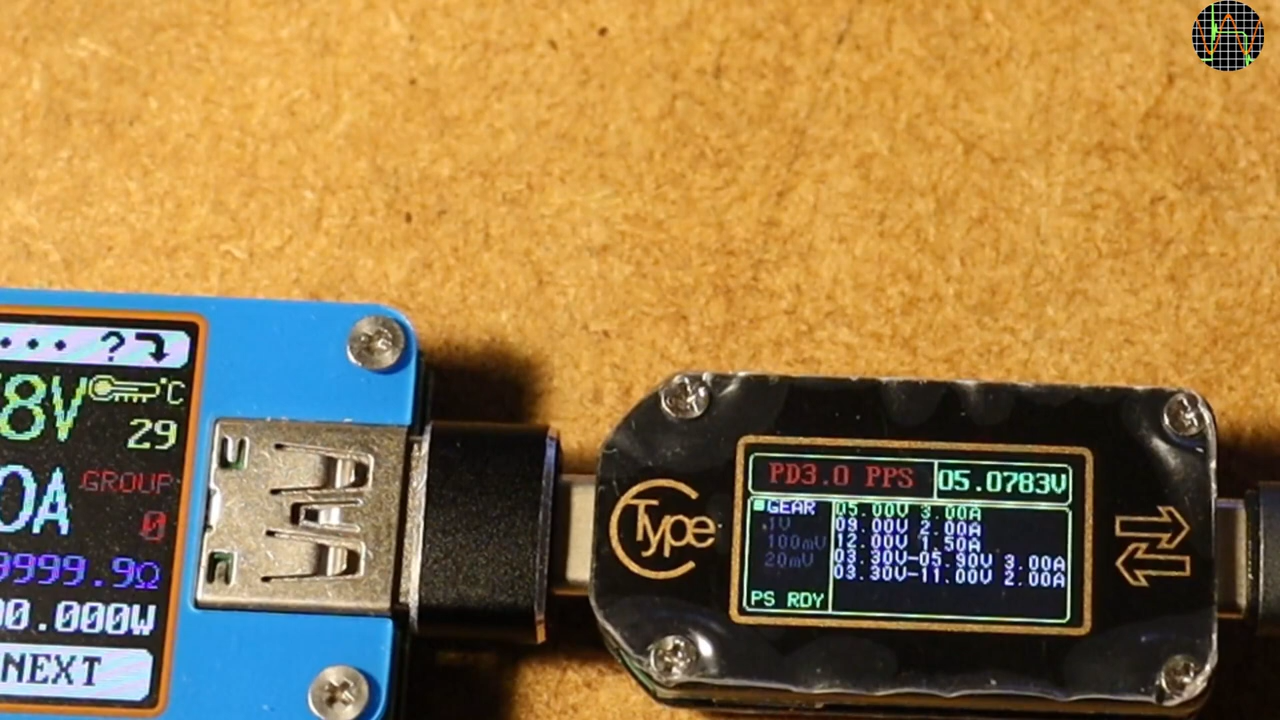 ?
8V
°C
29
0A
GROUP
0
9999.9Ω
00.000W
NEXT
Type
PD3.0 PPS
05.0783V
GEAR
.1V
100mV
20mV
PS RDY
05.00V 3.00A
09.00V 2.00A
12.00V 1.50A
03.30V-05.90V 3.00A
03.30V-11.00V 2.00A